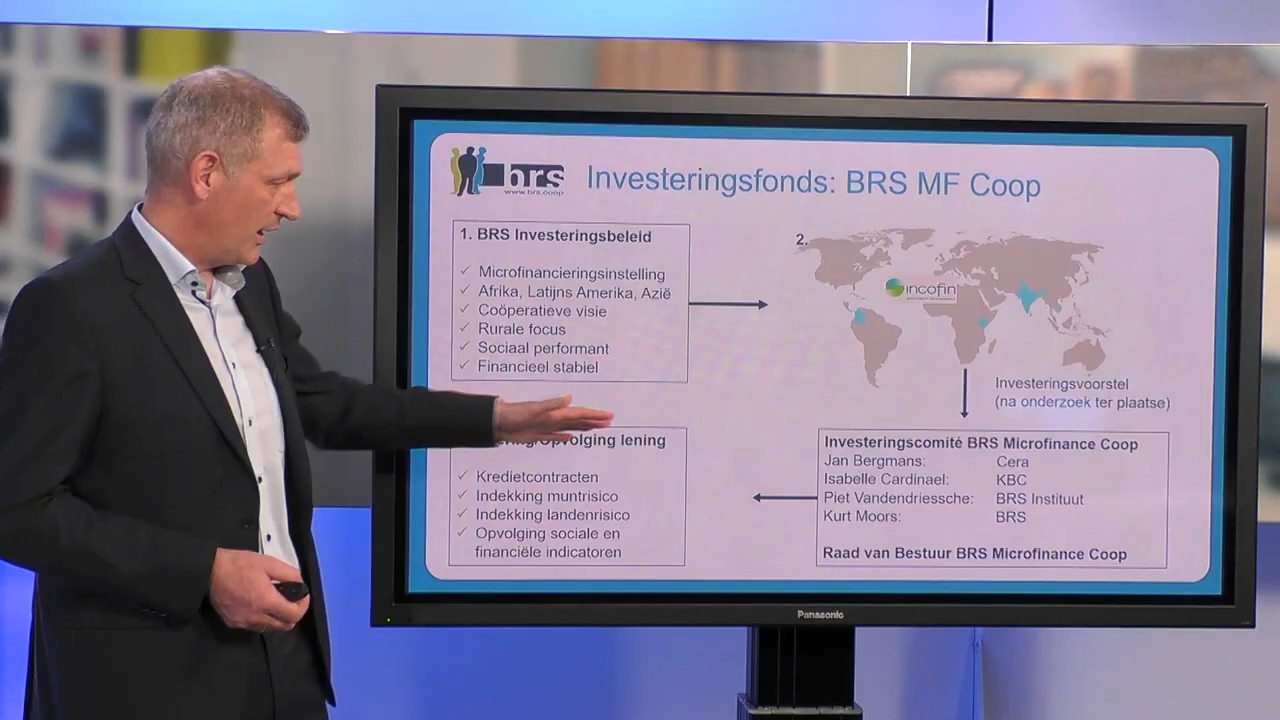 brs
www.brs.coop
Investeringsfonds: BRS MF Coop
1. BRS Investeringsbeleid
✓ Microfinancieringsinstelling
✓ Afrika, Latijns Amerika, Azië
✓ Coöperatieve visie
✓ Rurale focus
✓ Sociaal performant
✓ Financieel stabiel
2.
incofin
Investeringsvoorstel
(na onderzoek ter plaatse)
Investeringscomité BRS Microfinance Coop
Jan Bergmans: Cera
Isabelle Cardinael: KBC
Piet Vandendriessche: BRS Instituut
Kurt Moors: BRS
Raad van Bestuur BRS Microfinance Coop
lening
✓ Kredietcontracten
✓ Indekking muntrisico
✓ Indekking landenrisico
✓ Opvolging sociale en
financiële indicatoren
Panasonic